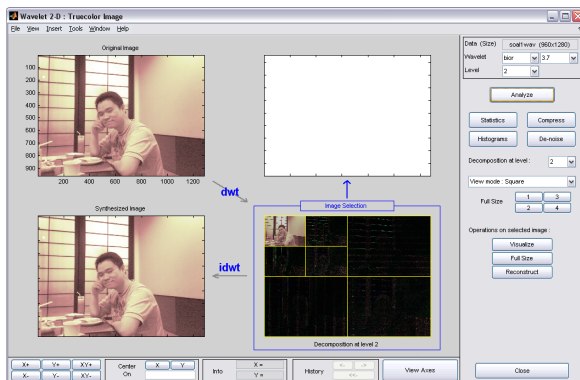 Wavelet 2-D : Truecolor Image
File View Insert Tools Window Help
Original Image
100
200
300
400
500
600
700
800
900
200 400 600 800 1000 1200
dwt
Image Selection
Synthesized Image
idwt
Decomposition at level 2
Data (Size) soal1wav (960x1280)
Wavelet bior 3.7
Level 2
Analyze
Statistics Compress
Histograms De-noise
Decomposition at level : 2
View mode : Square
Full Size 1 3
2 4
Operations on selected image :
Visualize
Full Size
Reconstruct
X+ Y+ XY+
X- Y- XY-
Center On X Y
Info X =
Y =
History <- ->
<<-
View Axes
Close